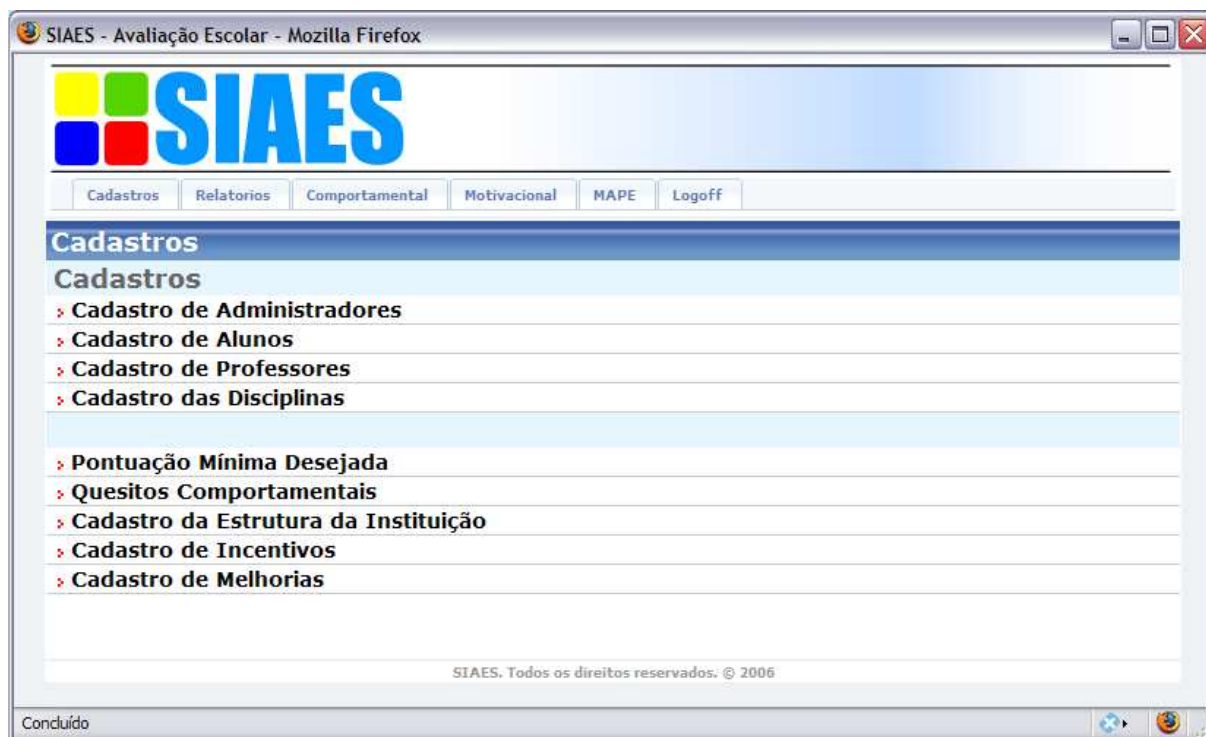 SIAES - Avaliação Escolar - Mozilla Firefox
SIAES
Cadastros Relatorios Comportamental Motivacional MAPE Logoff
Cadastros
Cadastros
Cadastro de Administradores
Cadastro de Alunos
Cadastro de Professores
Cadastro das Disciplinas
Pontuação Mínima Desejada
Quesitos Comportamentais
Cadastro da Estrutura da Instituição
Cadastro de Incentivos
Cadastro de Melhorias
SIAES. Todos os direitos reservados. © 2006
Concluído